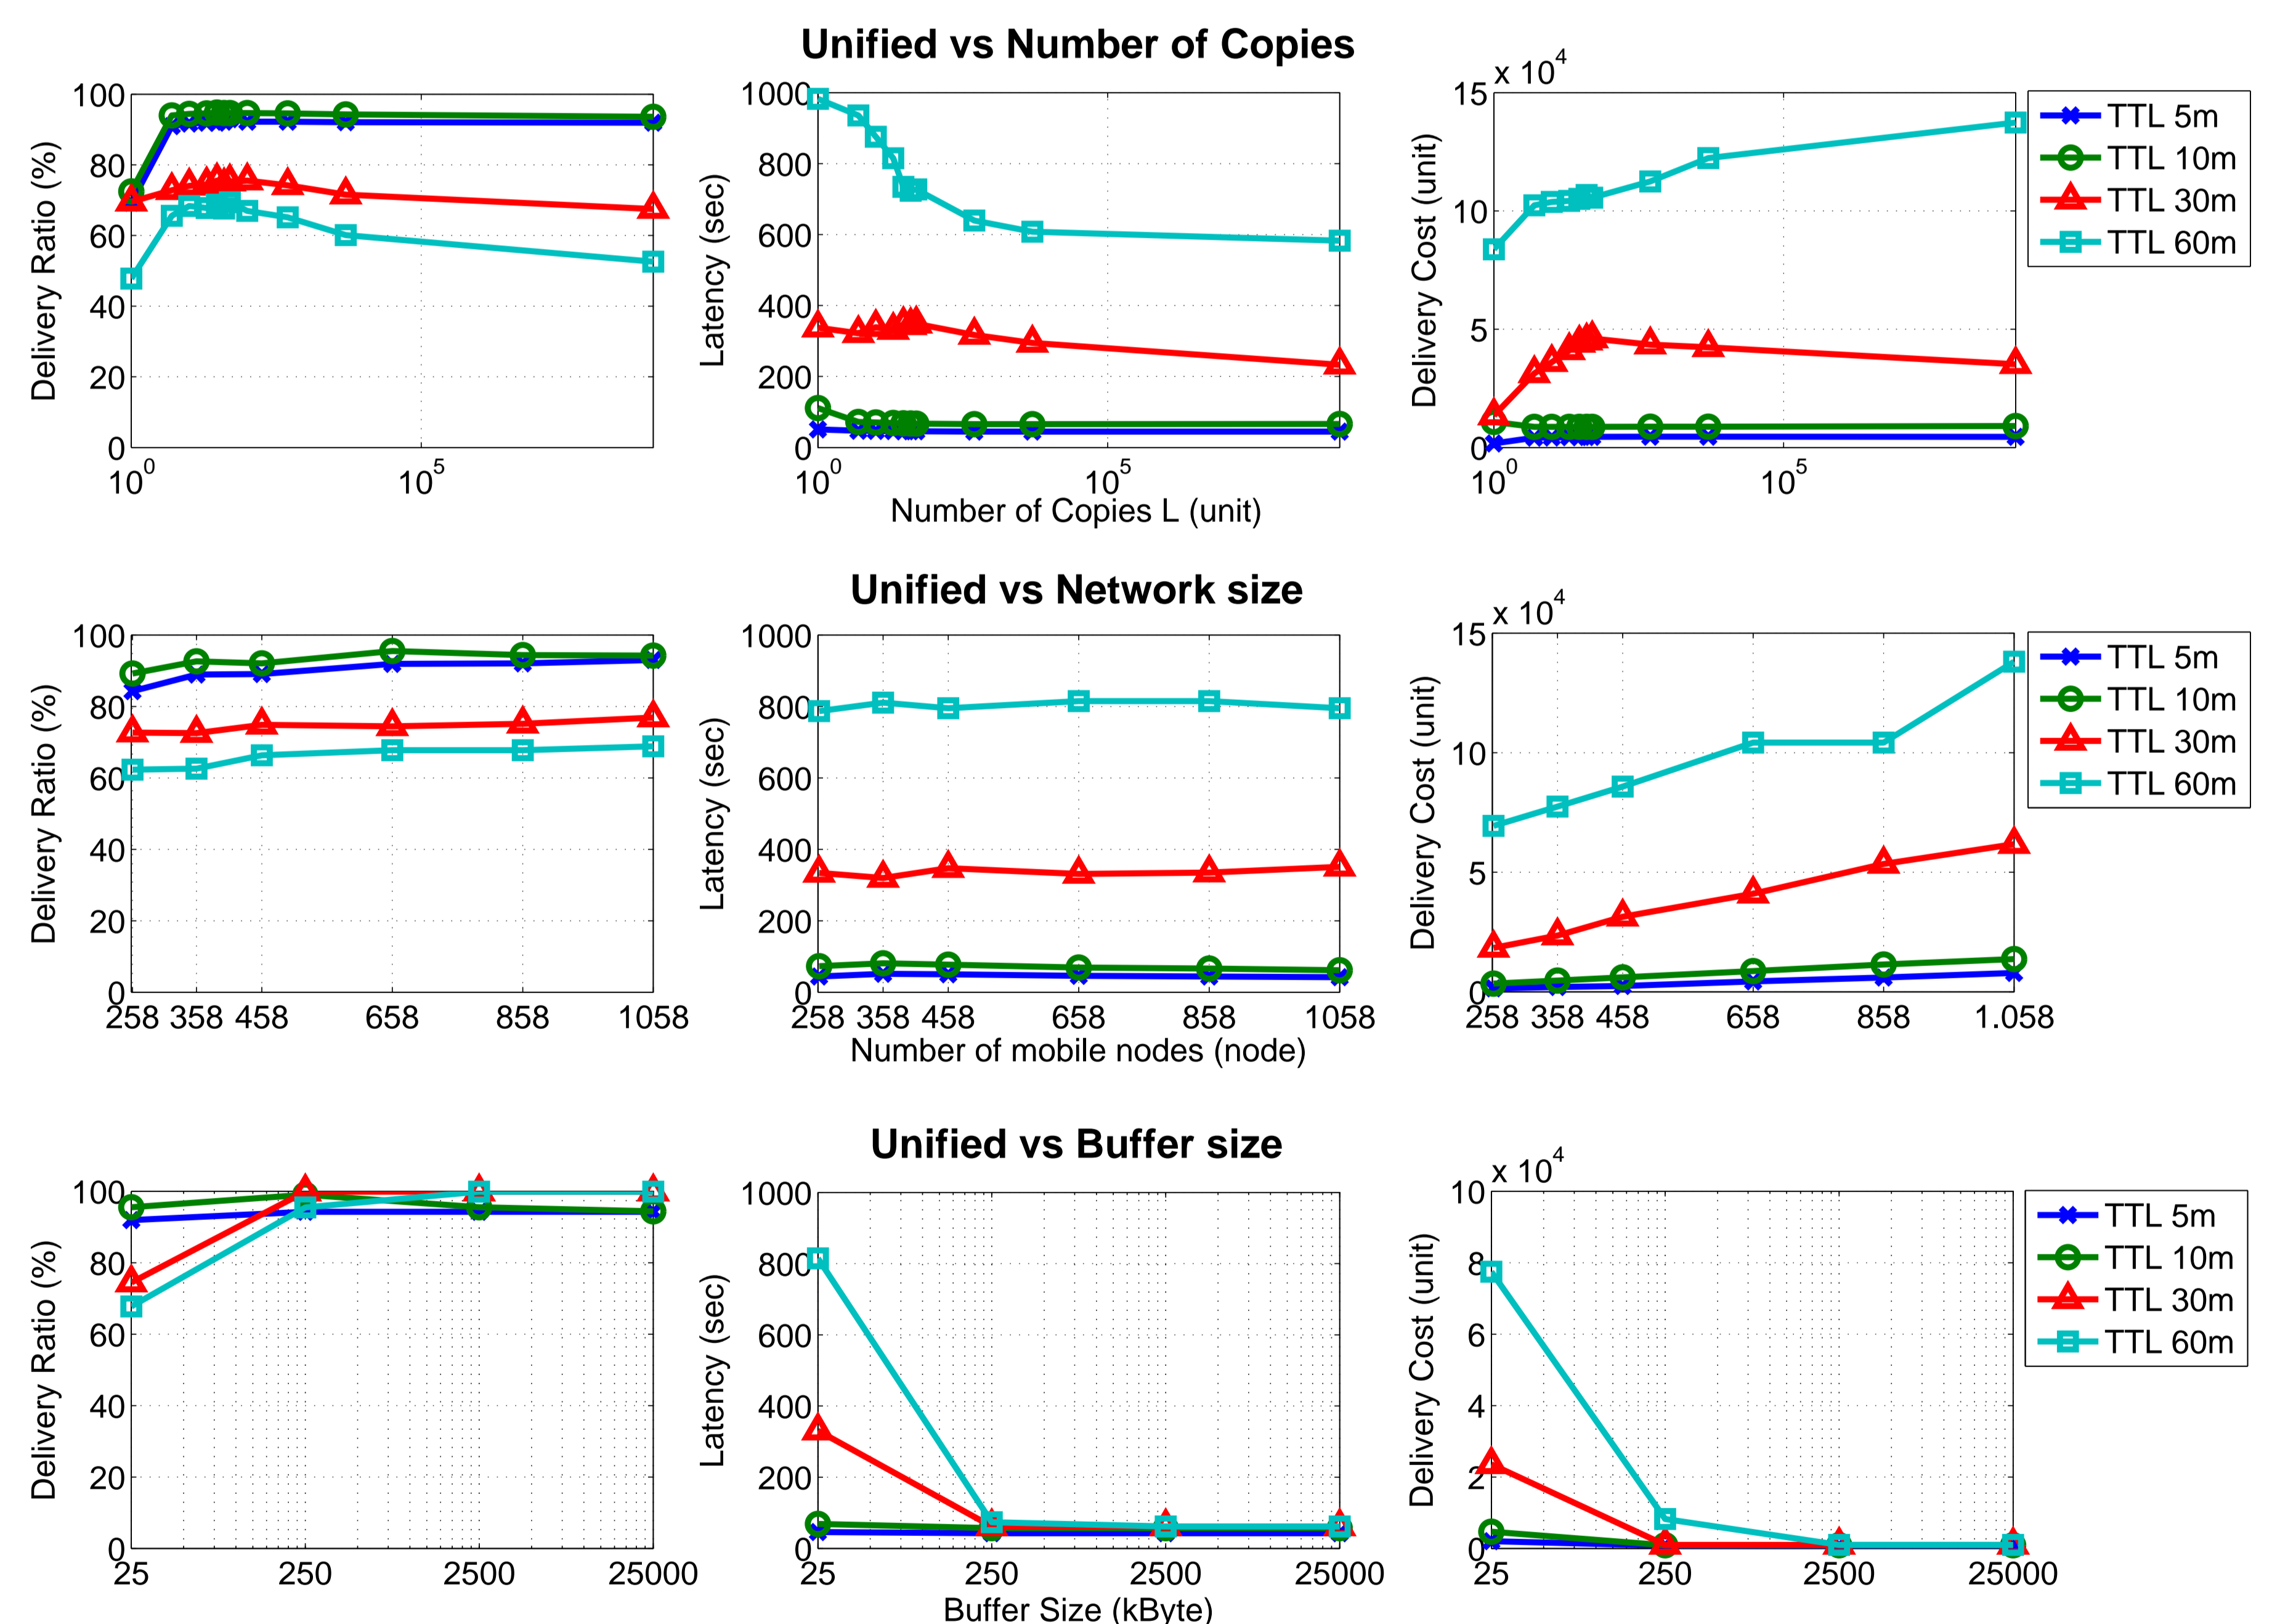 Unified vs Number of Copies
Delivery Ratio (%)
100
80
60
40
20
0
10^0
10^5
Latency (sec)
1000
800
600
400
200
0
10^0
10^5
Number of Copies L (unit)
x 10^4
Delivery Cost (unit)
15
10
5
0
10^0
10^5
TTL 5m
TTL 10m
TTL 30m
TTL 60m
Unified vs Network size
Delivery Ratio (%)
100
80
60
40
20
0
258 358 458 658 858 1058
Latency (sec)
1000
800
600
400
200
0
258 358 458 658 858 1058
Number of mobile nodes (node)
x 10^4
Delivery Cost (unit)
15
10
5
0
258 358 458 658 858 1.058
TTL 5m
TTL 10m
TTL 30m
TTL 60m
Unified vs Buffer size
Delivery Ratio (%)
100
80
60
40
20
0
25 250 2500 25000
Latency (sec)
1000
800
600
400
200
0
25 250 2500 25000
Buffer Size (kByte)
x 10^4
Delivery Cost (unit)
10
8
6
4
2
0
25 250 2500 25000
TTL 5m
TTL 10m
TTL 30m
TTL 60m